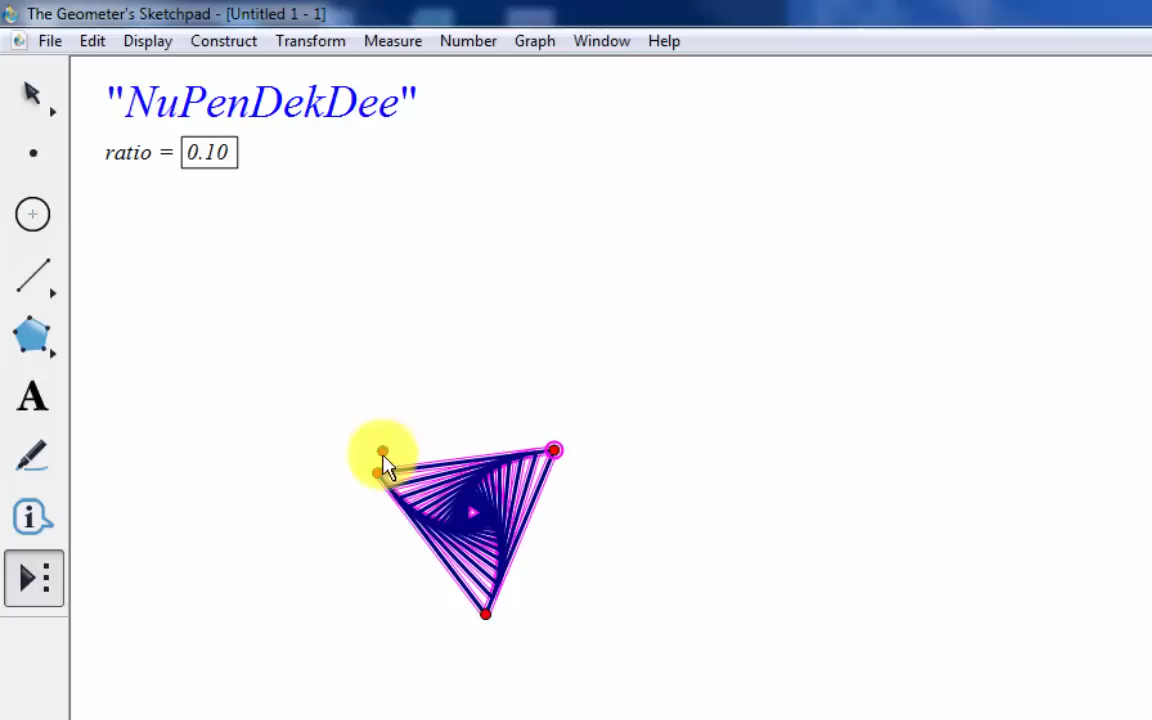 The Geometer's Sketchpad - [Untitled 1 - 1]
File Edit Display Construct Transform Measure Number Graph Window Help
"NuPenDekDee"
ratio = 0.10
A
i